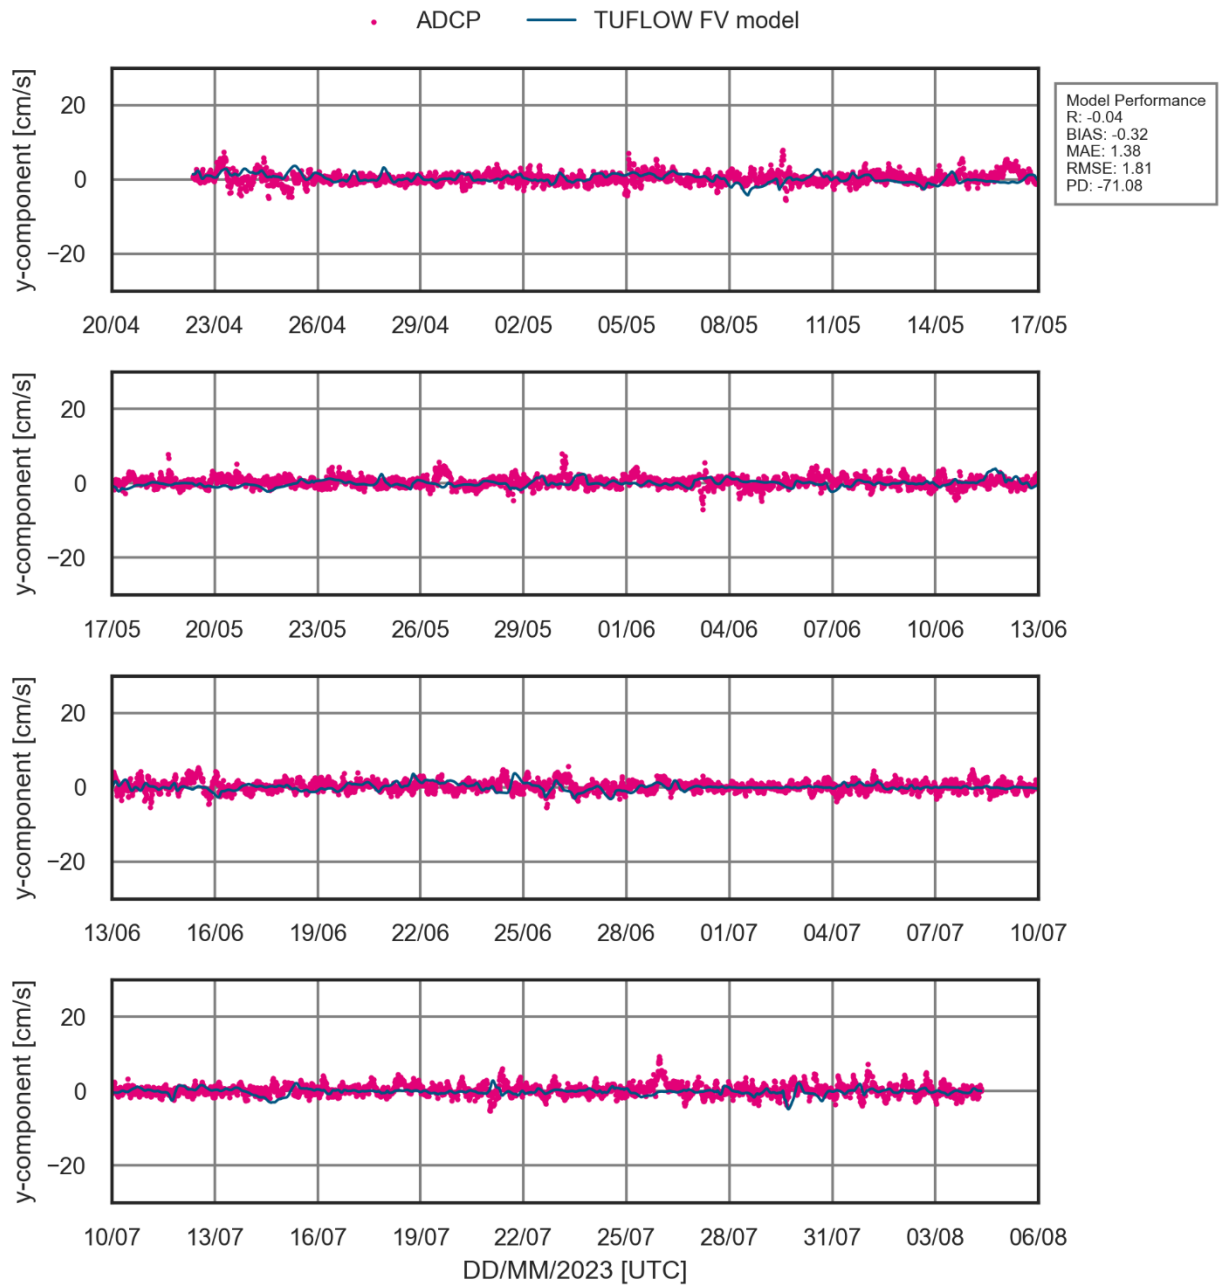 ADCP TUFLOW FV model
y-component [cm/s]
20
0
−20
20/04 23/04 26/04 29/04 02/05 05/05 08/05 11/05 14/05 17/05
Model Performance
R: -0.04
BIAS: -0.32
MAE: 1.38
RMSE: 1.81
PD: -71.08
y-component [cm/s]
20
0
−20
17/05 20/05 23/05 26/05 29/05 01/06 04/06 07/06 10/06 13/06
y-component [cm/s]
20
0
−20
13/06 16/06 19/06 22/06 25/06 28/06 01/07 04/07 07/07 10/07
y-component [cm/s]
20
0
−20
10/07 13/07 16/07 19/07 22/07 25/07 28/07 31/07 03/08 06/08
DD/MM/2023 [UTC]